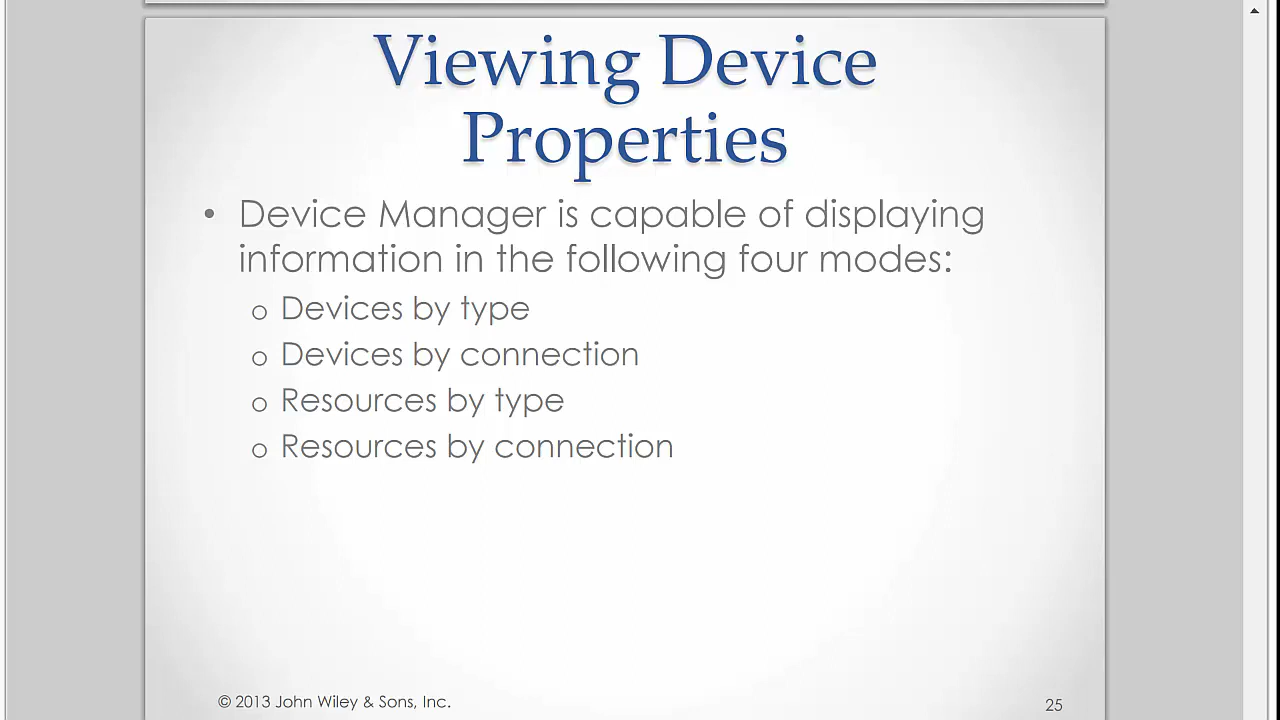 Viewing Device
Properties
• Device Manager is capable of displaying
information in the following four modes:
o Devices by type
o Devices by connection
o Resources by type
o Resources by connection
© 2013 John Wiley & Sons, Inc.
25